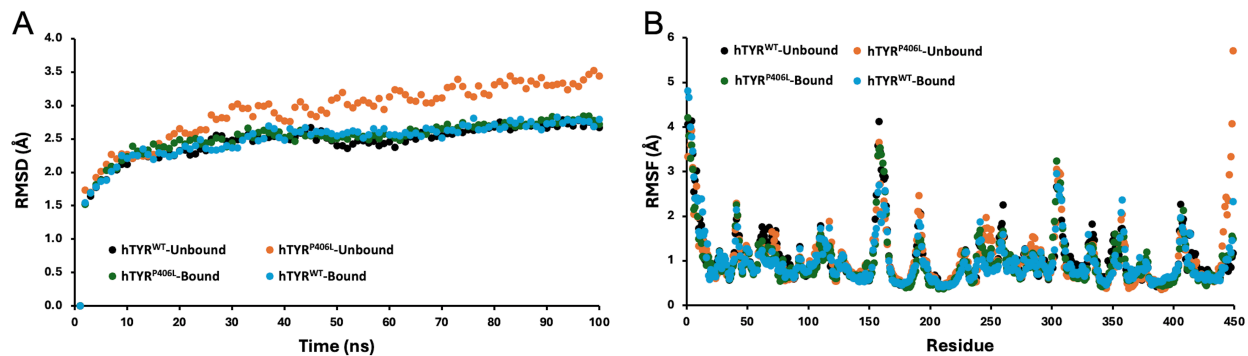 A
RMSD (Å)
4.0
3.5
3.0
2.5
2.0
1.5
1.0
0.5
0.0
hTYRᵂᵀ-Unbound
hTYRᴾ⁴⁰⁶ᴸ-Unbound
hTYRᴾ⁴⁰⁶ᴸ-Bound
hTYRᵂᵀ-Bound
0 10 20 30 40 50 60 70 80 90 100
Time (ns)
B
RMSF (Å)
6
5
4
3
2
1
0
hTYRᵂᵀ-Unbound
hTYRᴾ⁴⁰⁶ᴸ-Unbound
hTYRᴾ⁴⁰⁶ᴸ-Bound
hTYRᵂᵀ-Bound
0 50 100 150 200 250 300 350 400 450
Residue